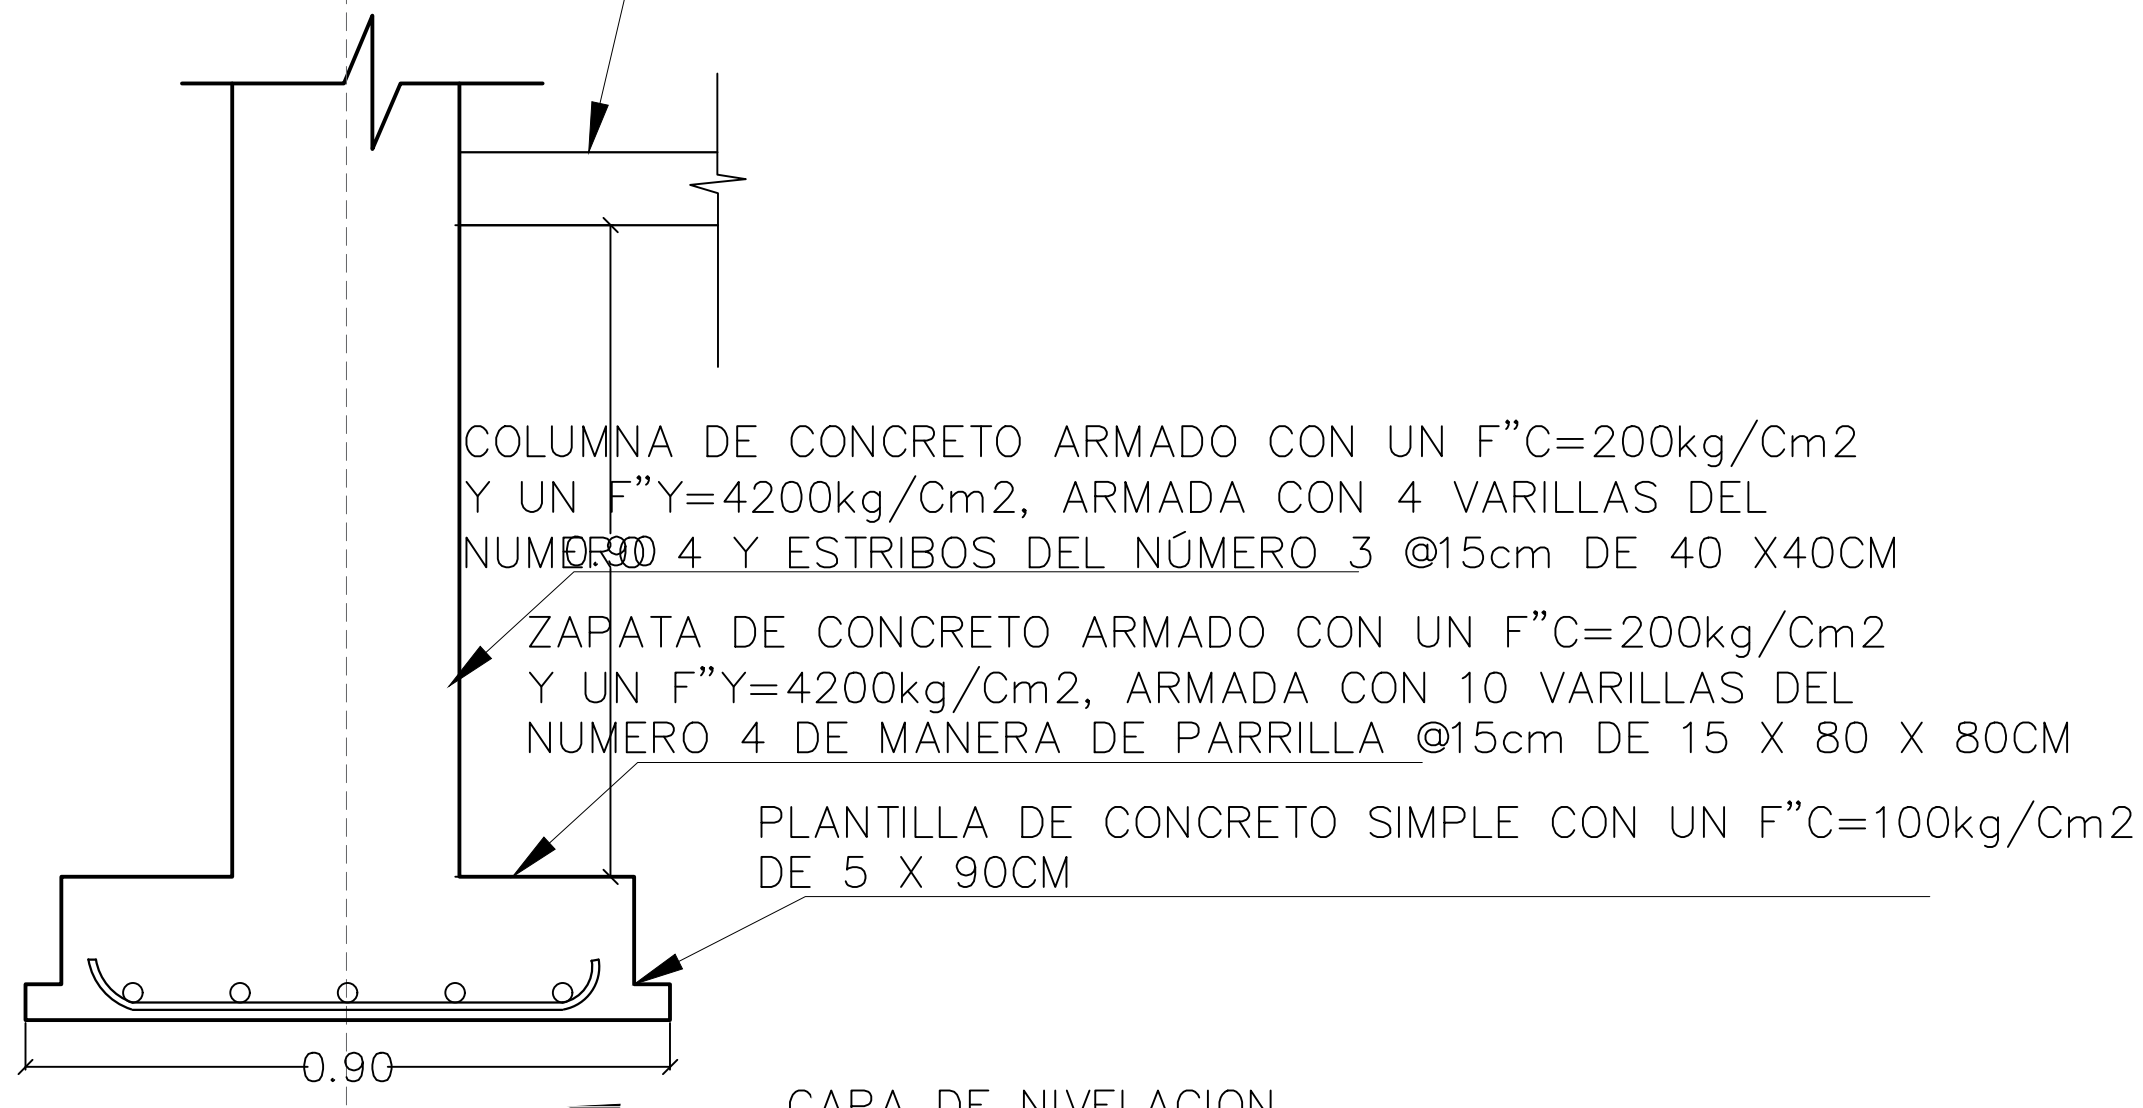 COLUMNA DE CONCRETO ARMADO CON UN F”C=200kg/Cm2
Y UN F”Y=4200kg/Cm2, ARMADA CON 4 VARILLAS DEL
NUMERO 4 Y ESTRIBOS DEL NÚMERO 3 @15cm DE 40 X40CM
0.90
ZAPATA DE CONCRETO ARMADO CON UN F”C=200kg/Cm2
Y UN F”Y=4200kg/Cm2, ARMADA CON 10 VARILLAS DEL
NUMERO 4 DE MANERA DE PARRILLA @15cm DE 15 X 80 X 80CM
PLANTILLA DE CONCRETO SIMPLE CON UN F”C=100kg/Cm2
DE 5 X 90CM
0.90
CAPA DE NIVELACION